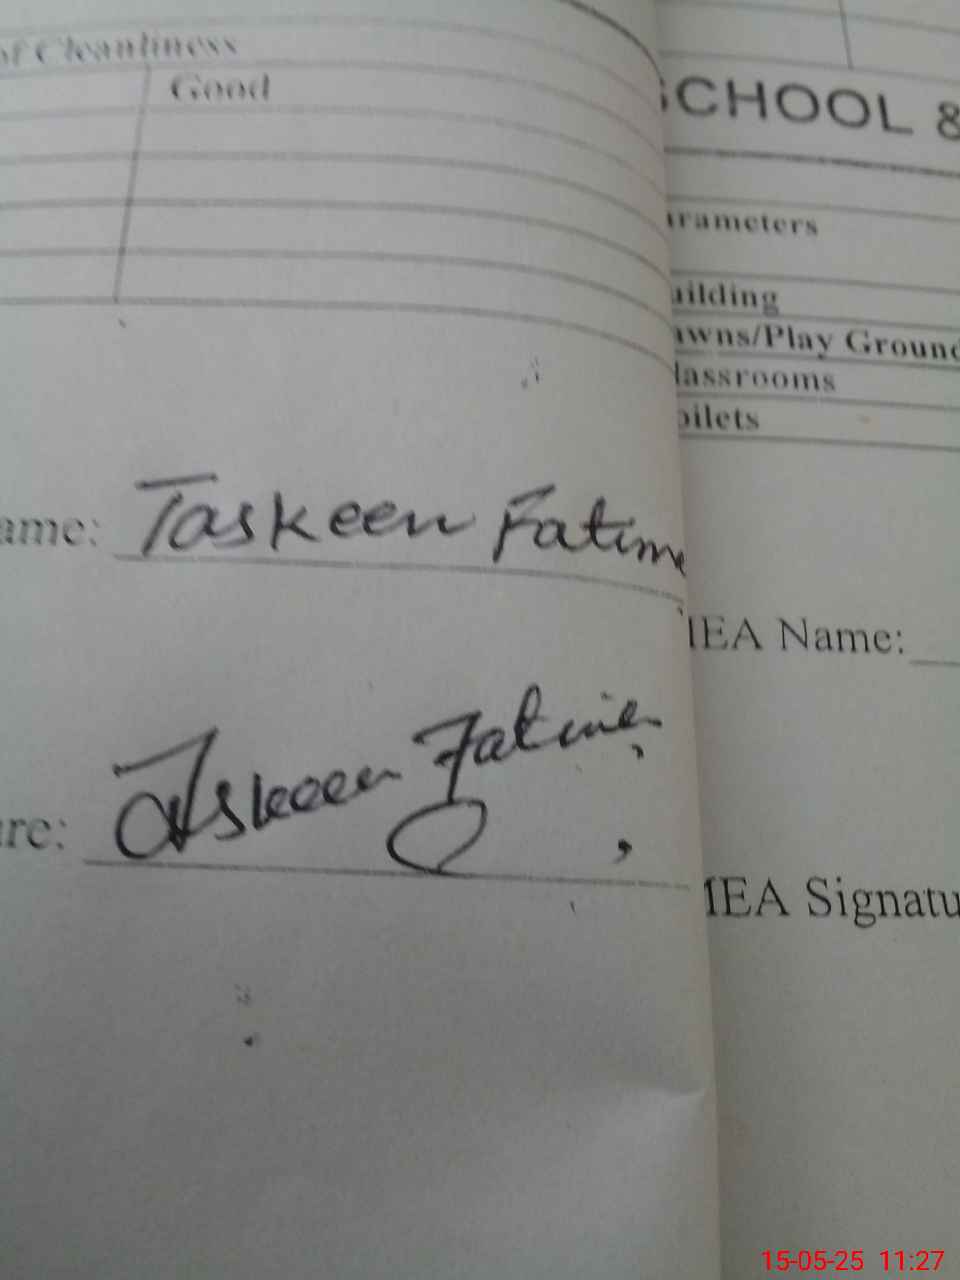 of Cleanliness
Good
ame: Taskeen Fatima
re: Taskeen Fatima
SCHOOL &
arameters
uilding
awns/Play Ground
lassrooms
oilets
IEA Name:
IEA Signatu
15-05-25 11:27